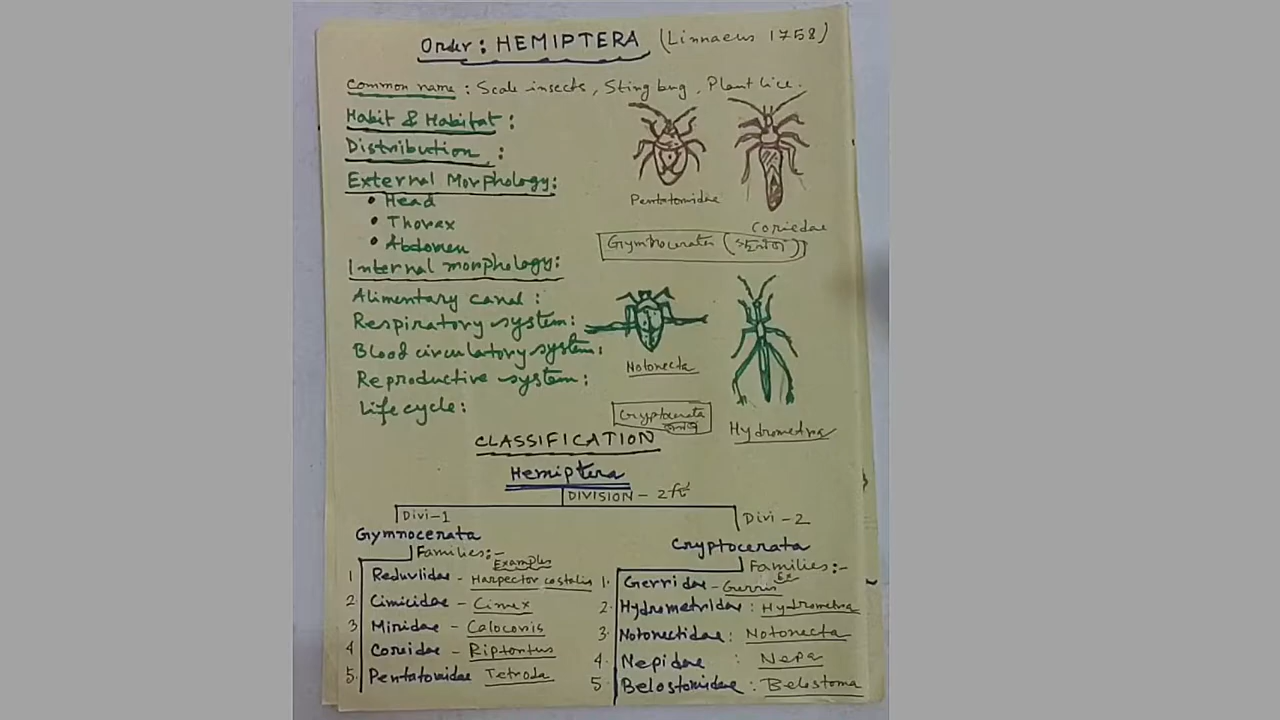 Order: HEMIPTERA (Linnaeus 1758)
Common name: Scale insects, Sting bug, Plant lice.
Habit & Habitat:
Distribution:
External Morphology:
• Head
• Thorax
• Abdomen
Pentatomidae
Coriedae
Gymnocerata
Internal morphology:
Alimentary canal:
Respiratory system:
Blood circulatory system:
Reproductive system:
Life cycle:
Notonecta
Cryptocerata
Hydrometra
CLASSIFICATION
Hemiptera
DIVISION - 2
Divi-1
Gymnocerata
Families:-
Examples
1 Reduviidae - Harpector costalis
2 Cimicidae - Cimex
3 Miridae - Caloconis
4 Coreidae - Riptortus
5. Pentatomidae Tetroda
Divi-2
Cryptocerata
Families:-
Ex
1. Gerridae - Gerris
2. Hydrometridae: Hydrometra
3. Notonectidae: Notonecta
4. Nepidae : Nepa
5. Belostomidae: Belostoma